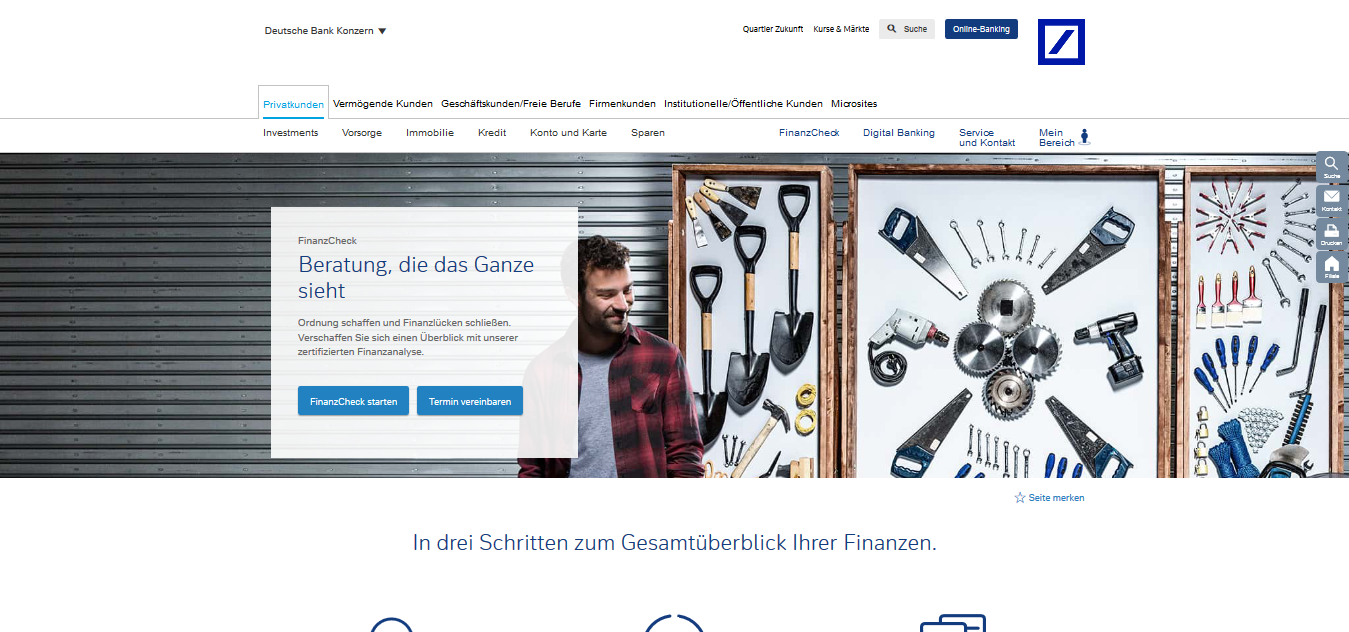 Deutsche Bank Konzern
Quartier Zukunft
Kurse & Märkte
Suche
Online-Banking
Privatkunden
Vermögende Kunden
Geschäftskunden/Freie Berufe
Firmenkunden
Institutionelle/Öffentliche Kunden
Microsites
Investments
Vorsorge
Immobilie
Kredit
Konto und Karte
Sparen
FinanzCheck
Digital Banking
Service
und Kontakt
Mein
Bereich
Suche
Kontakt
Drucken
Filiale
FinanzCheck
Beratung, die das Ganze
sieht
Ordnung schaffen und Finanzlücken schließen.
Verschaffen Sie sich einen Überblick mit unserer
zertifizierten Finanzanalyse.
FinanzCheck starten
Termin vereinbaren
Seite merken
In drei Schritten zum Gesamtüberblick Ihrer Finanzen.